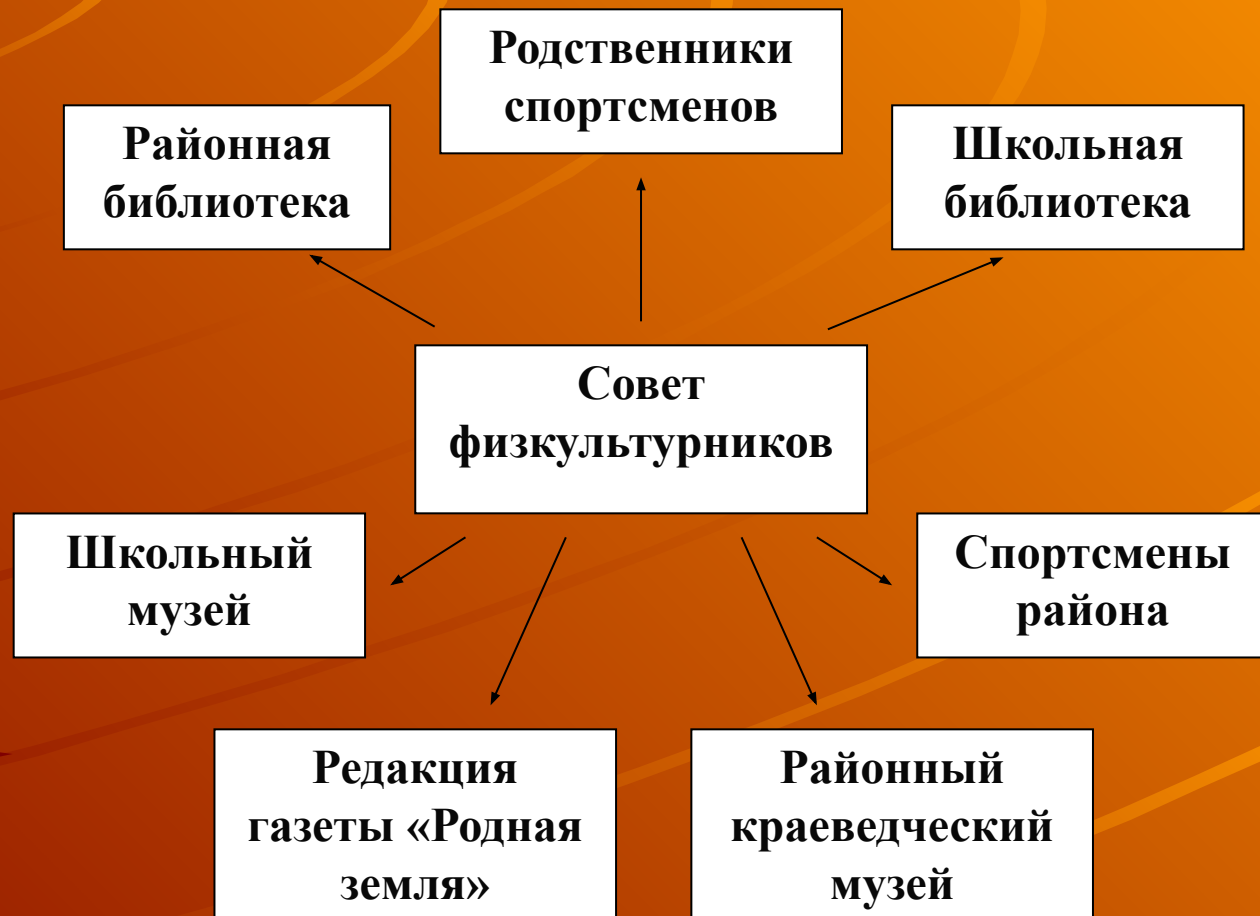 Родственники
спортсменов
Районная
библиотека
Школьная
библиотека
Совет
физкультурников
Школьный
музей
Спортсмены
района
Редакция
газеты «Родная
земля»
Районный
краеведческий
музей